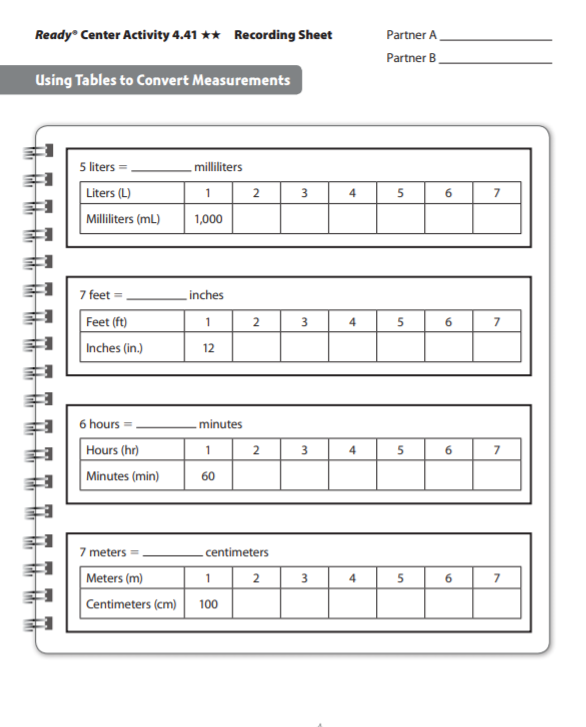 Ready® Center Activity 4.41 ★★ Recording Sheet
Partner A
Partner B
Using Tables to Convert Measurements
5 liters = ________ milliliters
Liters (L) 1 2 3 4 5 6 7
Milliliters (mL) 1,000
7 feet = ________ inches
Feet (ft) 1 2 3 4 5 6 7
Inches (in.) 12
6 hours = ________ minutes
Hours (hr) 1 2 3 4 5 6 7
Minutes (min) 60
7 meters = ________ centimeters
Meters (m) 1 2 3 4 5 6 7
Centimeters (cm) 100